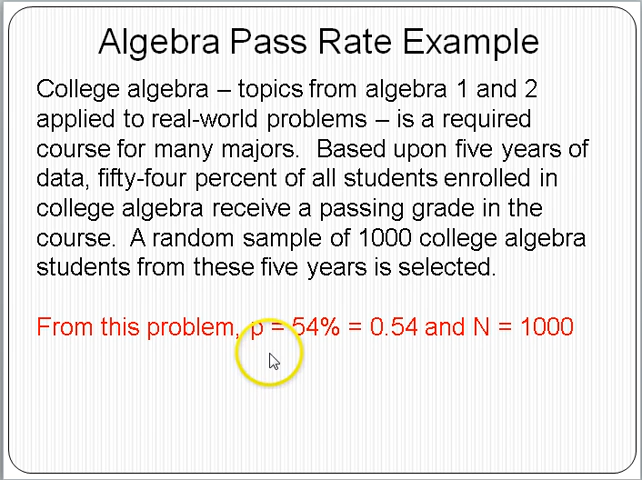 Algebra Pass Rate Example
College algebra – topics from algebra 1 and 2
applied to real-world problems – is a required
course for many majors. Based upon five years of
data, fifty-four percent of all students enrolled in
college algebra receive a passing grade in the
course. A random sample of 1000 college algebra
students from these five years is selected.
From this problem, p = 54% = 0.54 and N = 1000